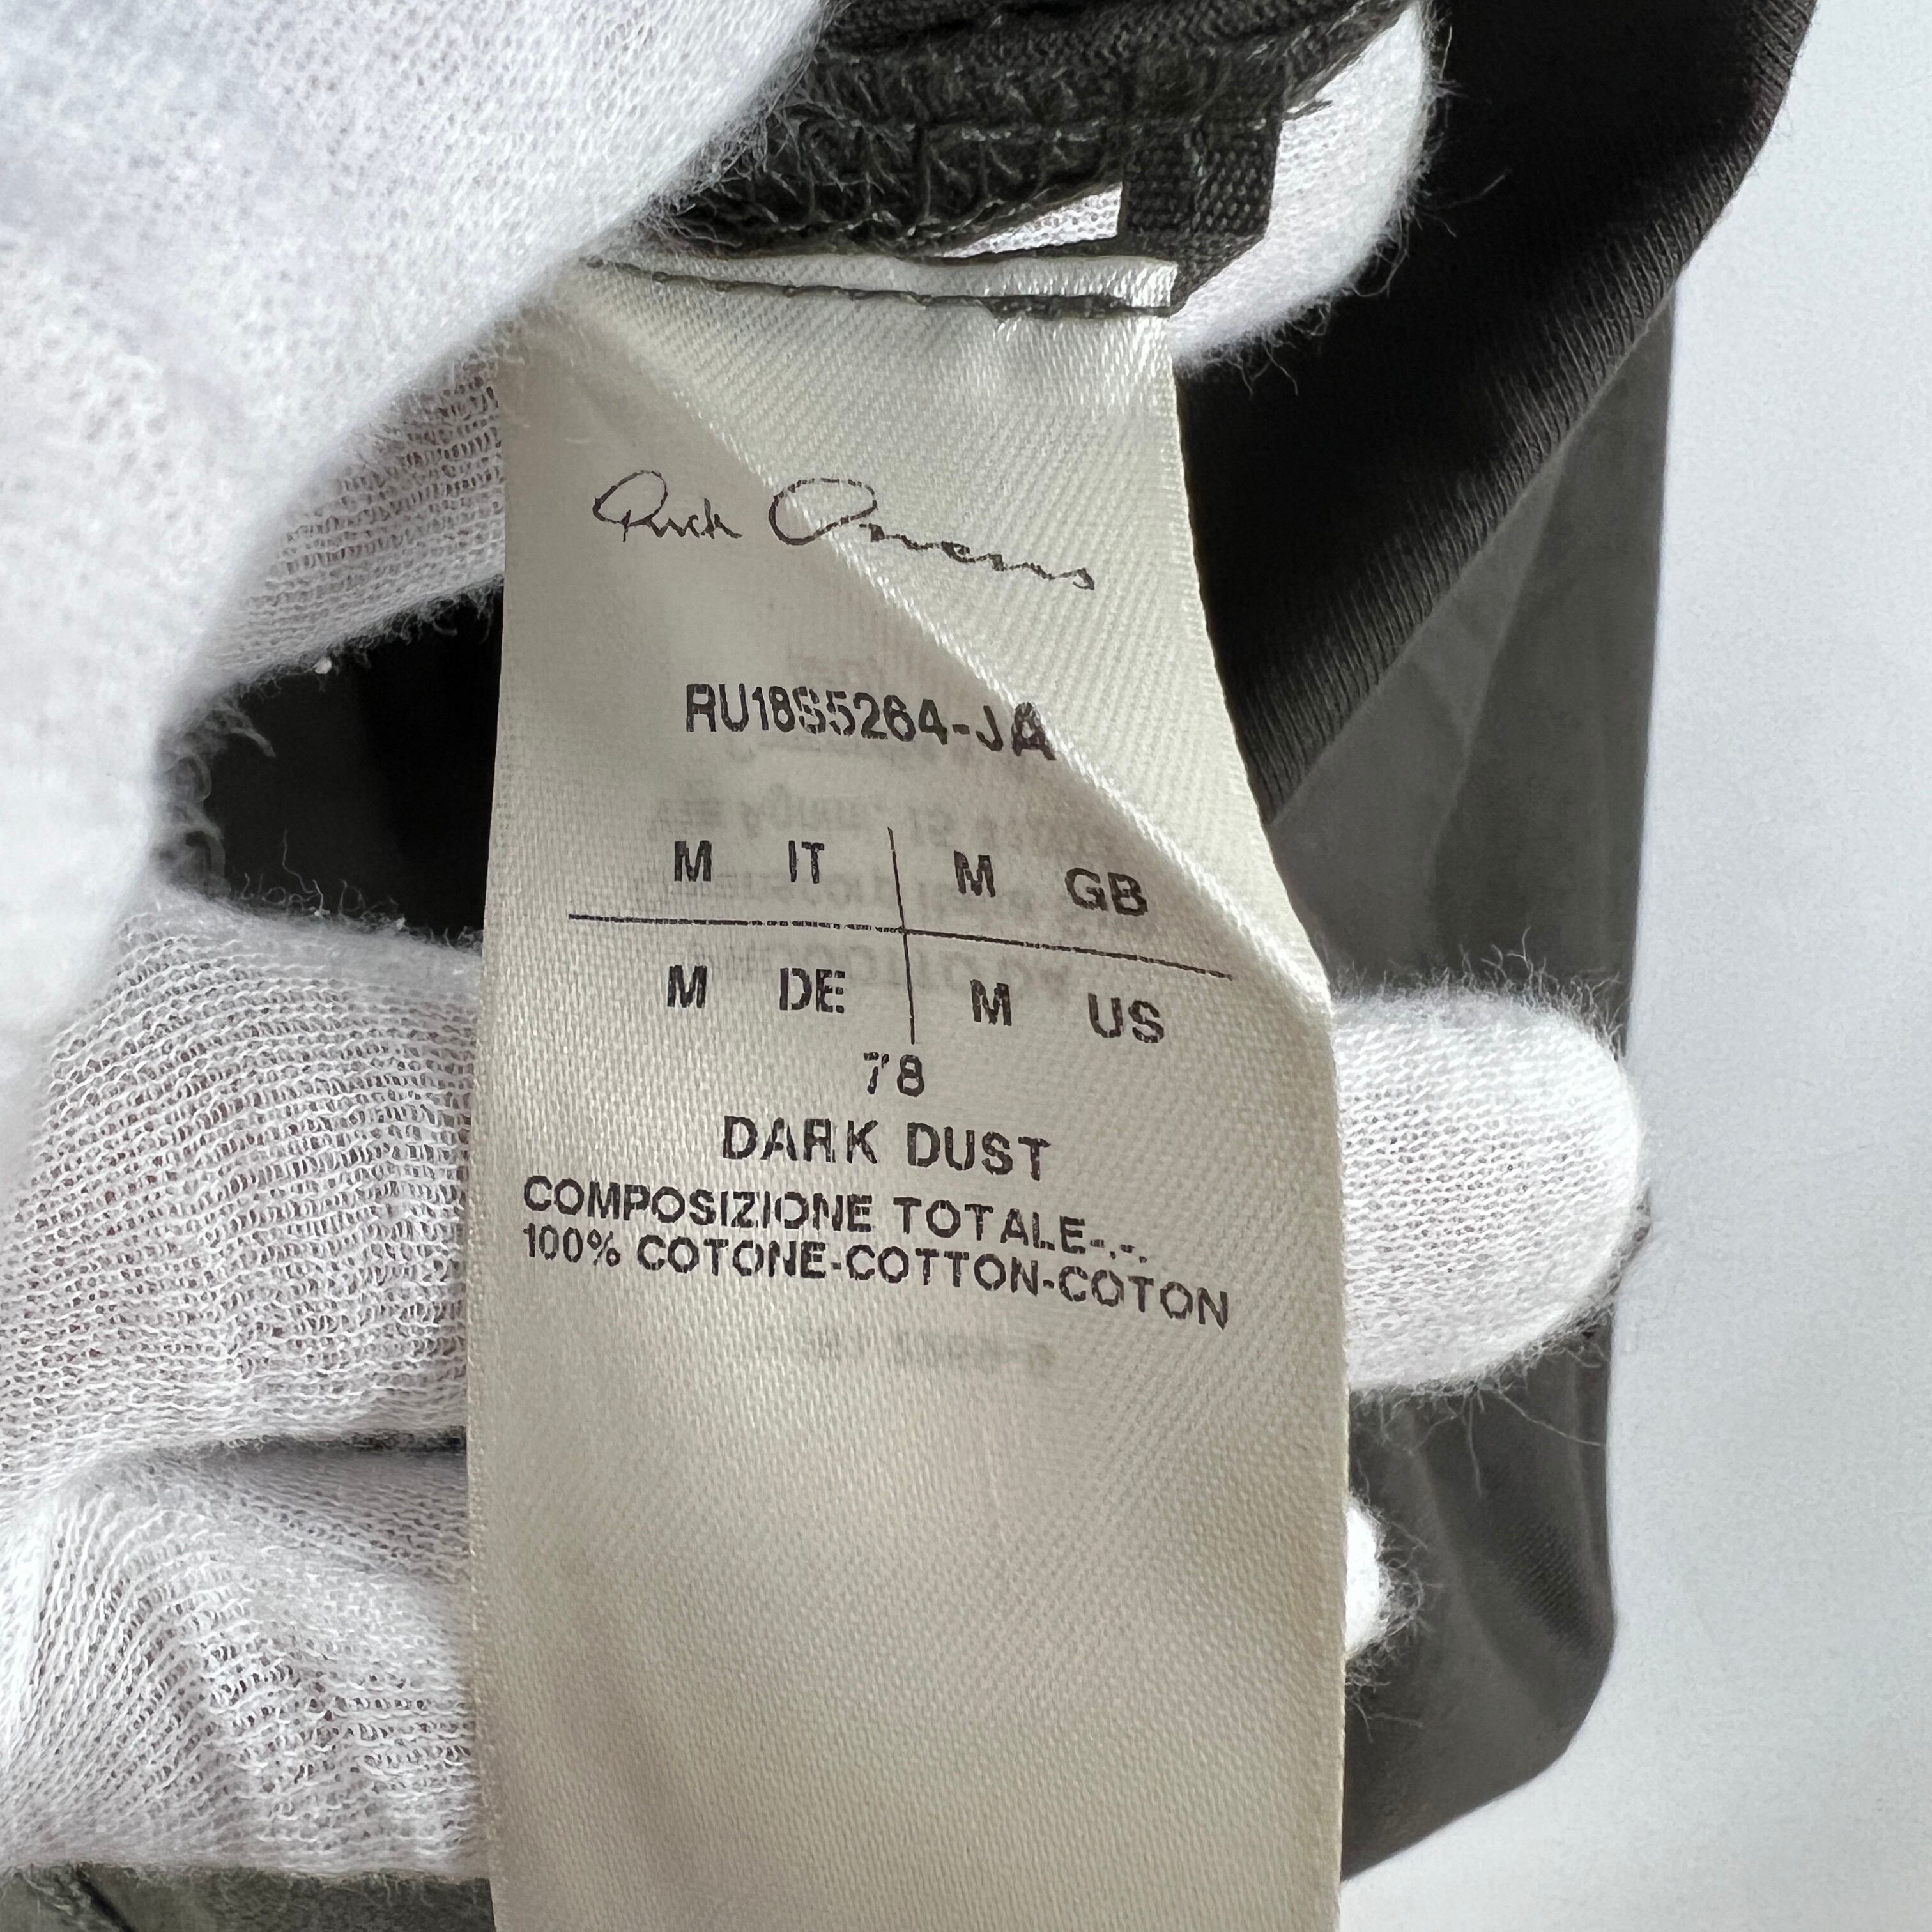 Rick Owens
RU18S5264-JA
M IT M GB
M DE M US
78
DARK DUST
COMPOSIZIONE TOTALE-.-.
100% COTONE-COTTON-COTON